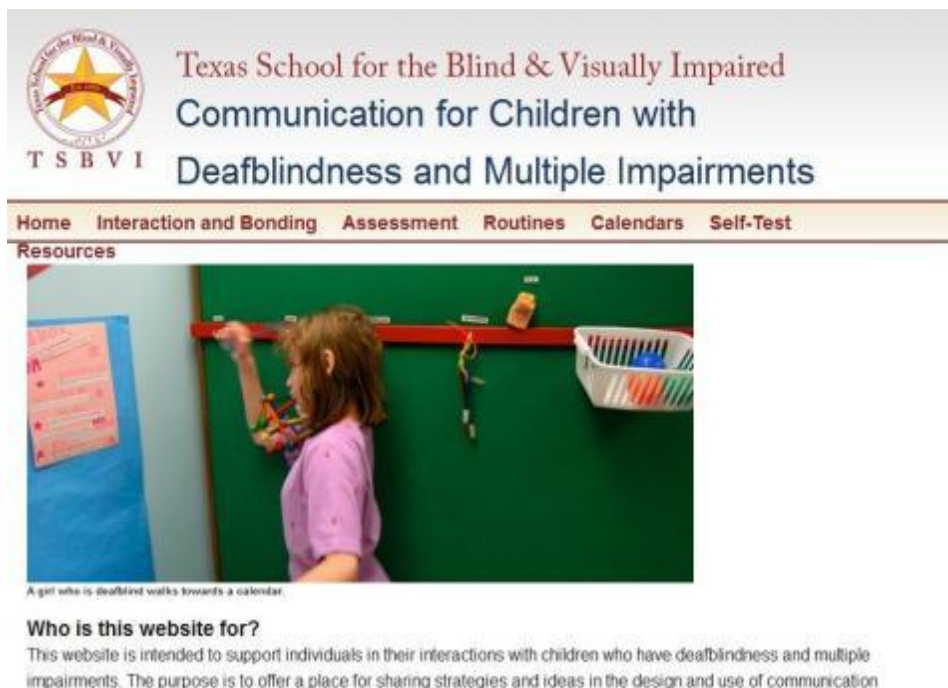 Texas School for the Blind & Visually Impaired
Communication for Children with
Deafblindness and Multiple Impairments
T S B V I
Home Interaction and Bonding Assessment Routines Calendars Self-Test
Resources
A girl who is deafblind walks towards a calendar.
Who is this website for?
This website is intended to support individuals in their interactions with children who have deafblindness and multiple
impairments. The purpose is to offer a place for sharing strategies and ideas in the design and use of communication